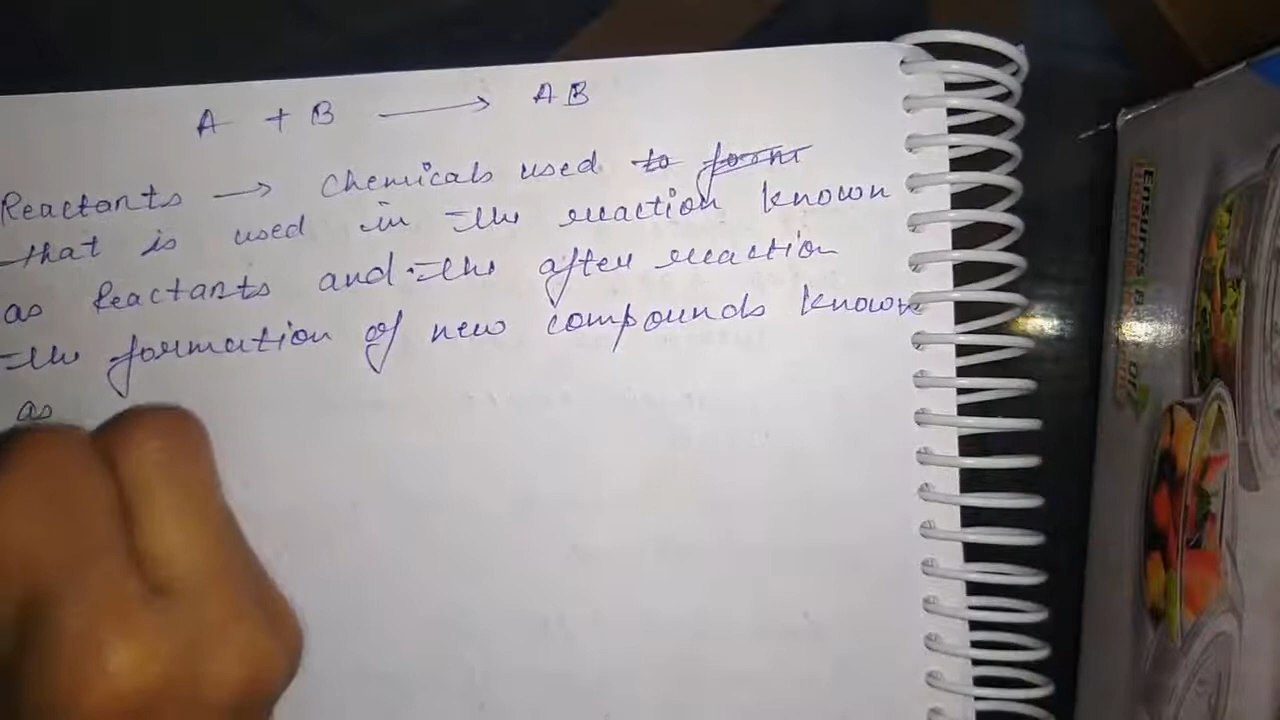 A + B ⟶ AB
Reactants → Chemicals used to form
that is used in the reaction known
as Reactants and the after reaction
the formation of new compounds known
as
Ensures